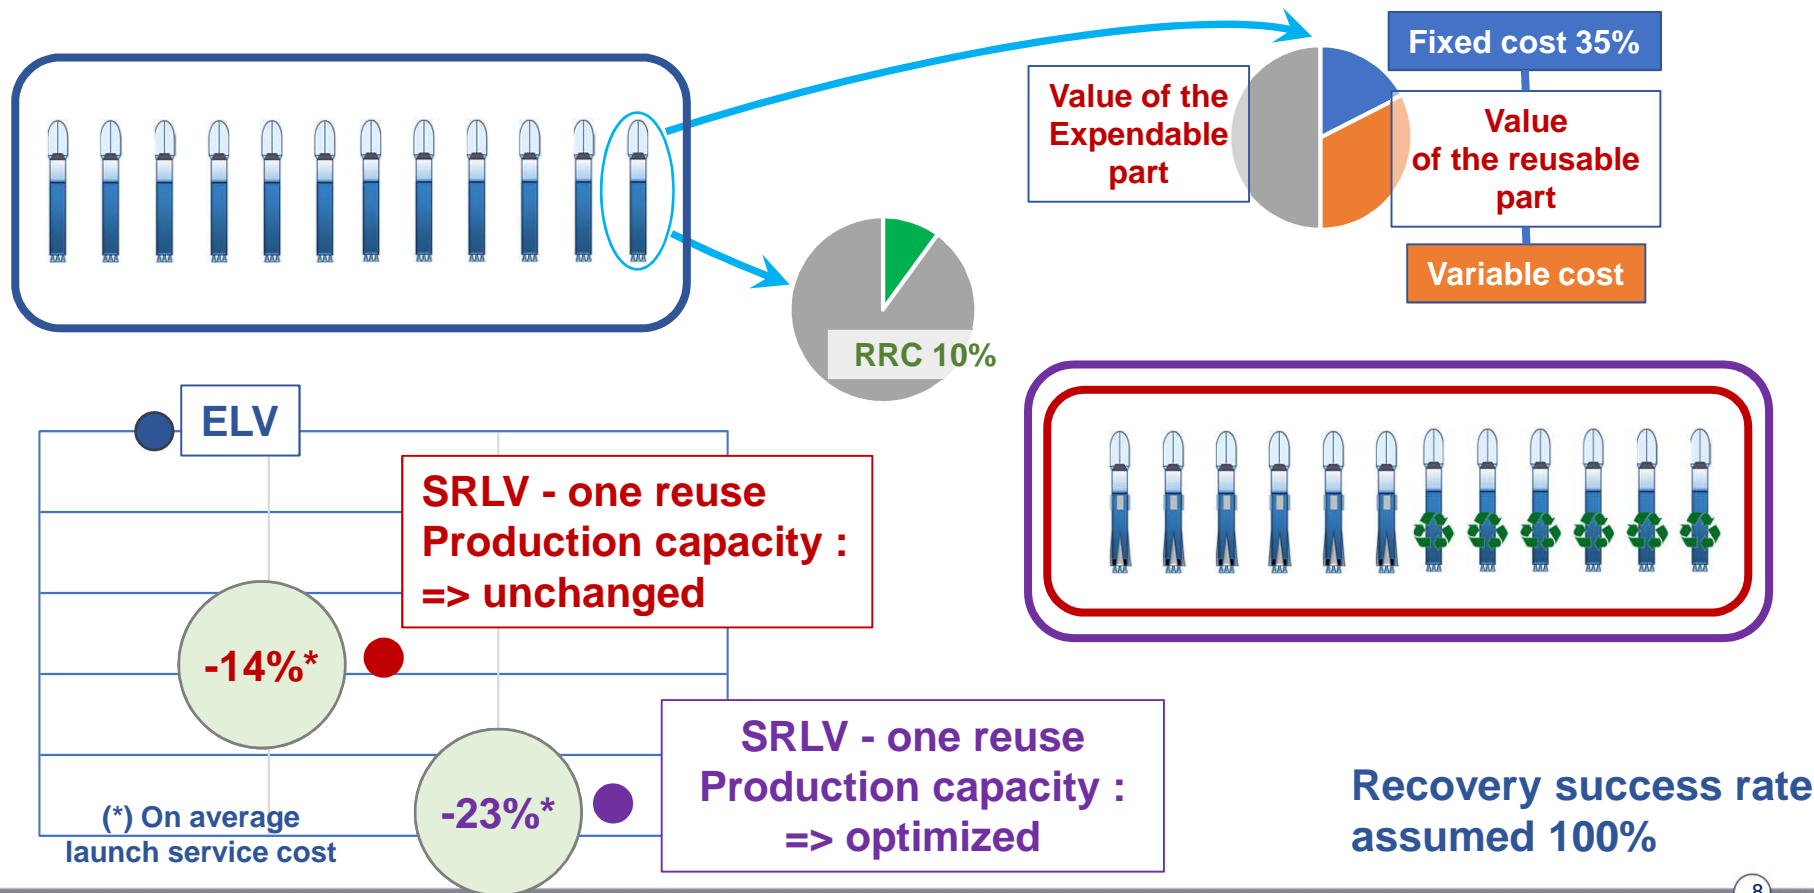 Fixed cost 35%
Value of the
Expendable
part
Value
of the reusable
part
Variable cost
RRC 10%
ELV
SRLV - one reuse
Production capacity :
=> unchanged
-14%*
SRLV - one reuse
Production capacity :
=> optimized
-23%*
(*) On average
launch service cost
Recovery success rate
assumed 100%
8